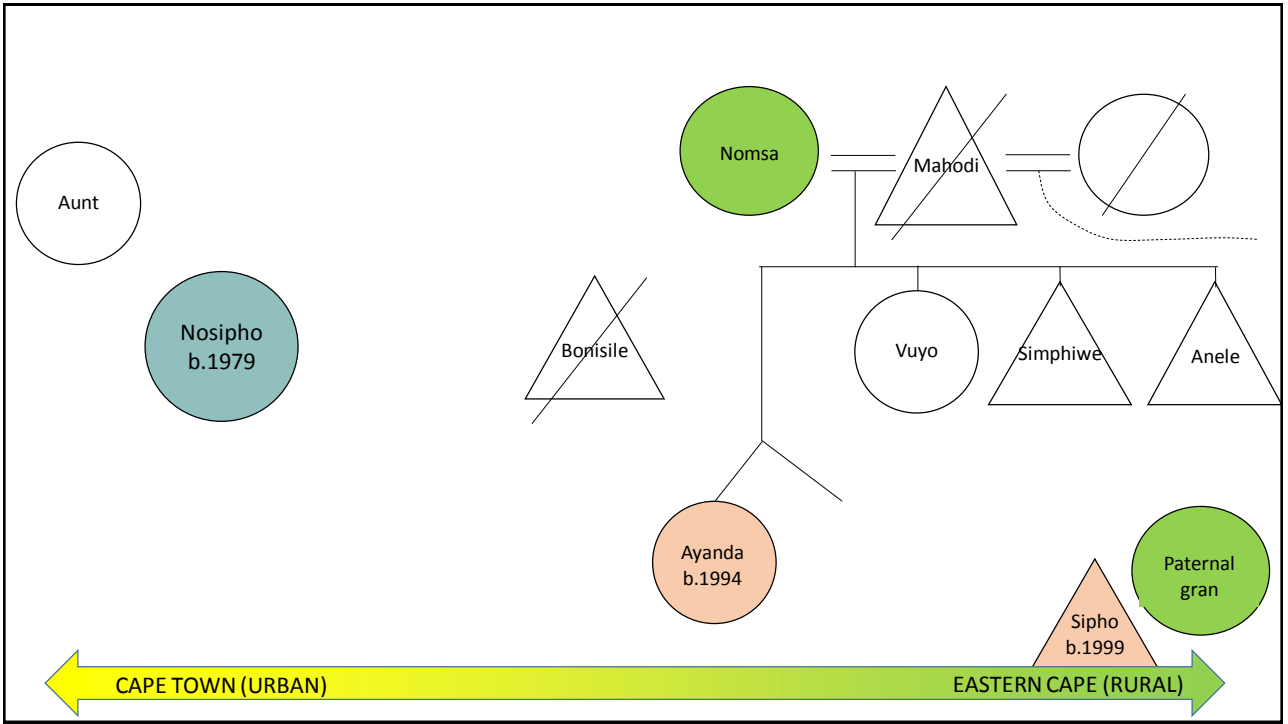 Nomsa
Mahodi
Aunt
Nosipho
b.1979
Bonisile
Vuyo
Simphiwe
Anele
Ayanda
b.1994
Paternal
gran
Sipho
b.1999
CAPE TOWN (URBAN)
EASTERN CAPE (RURAL)